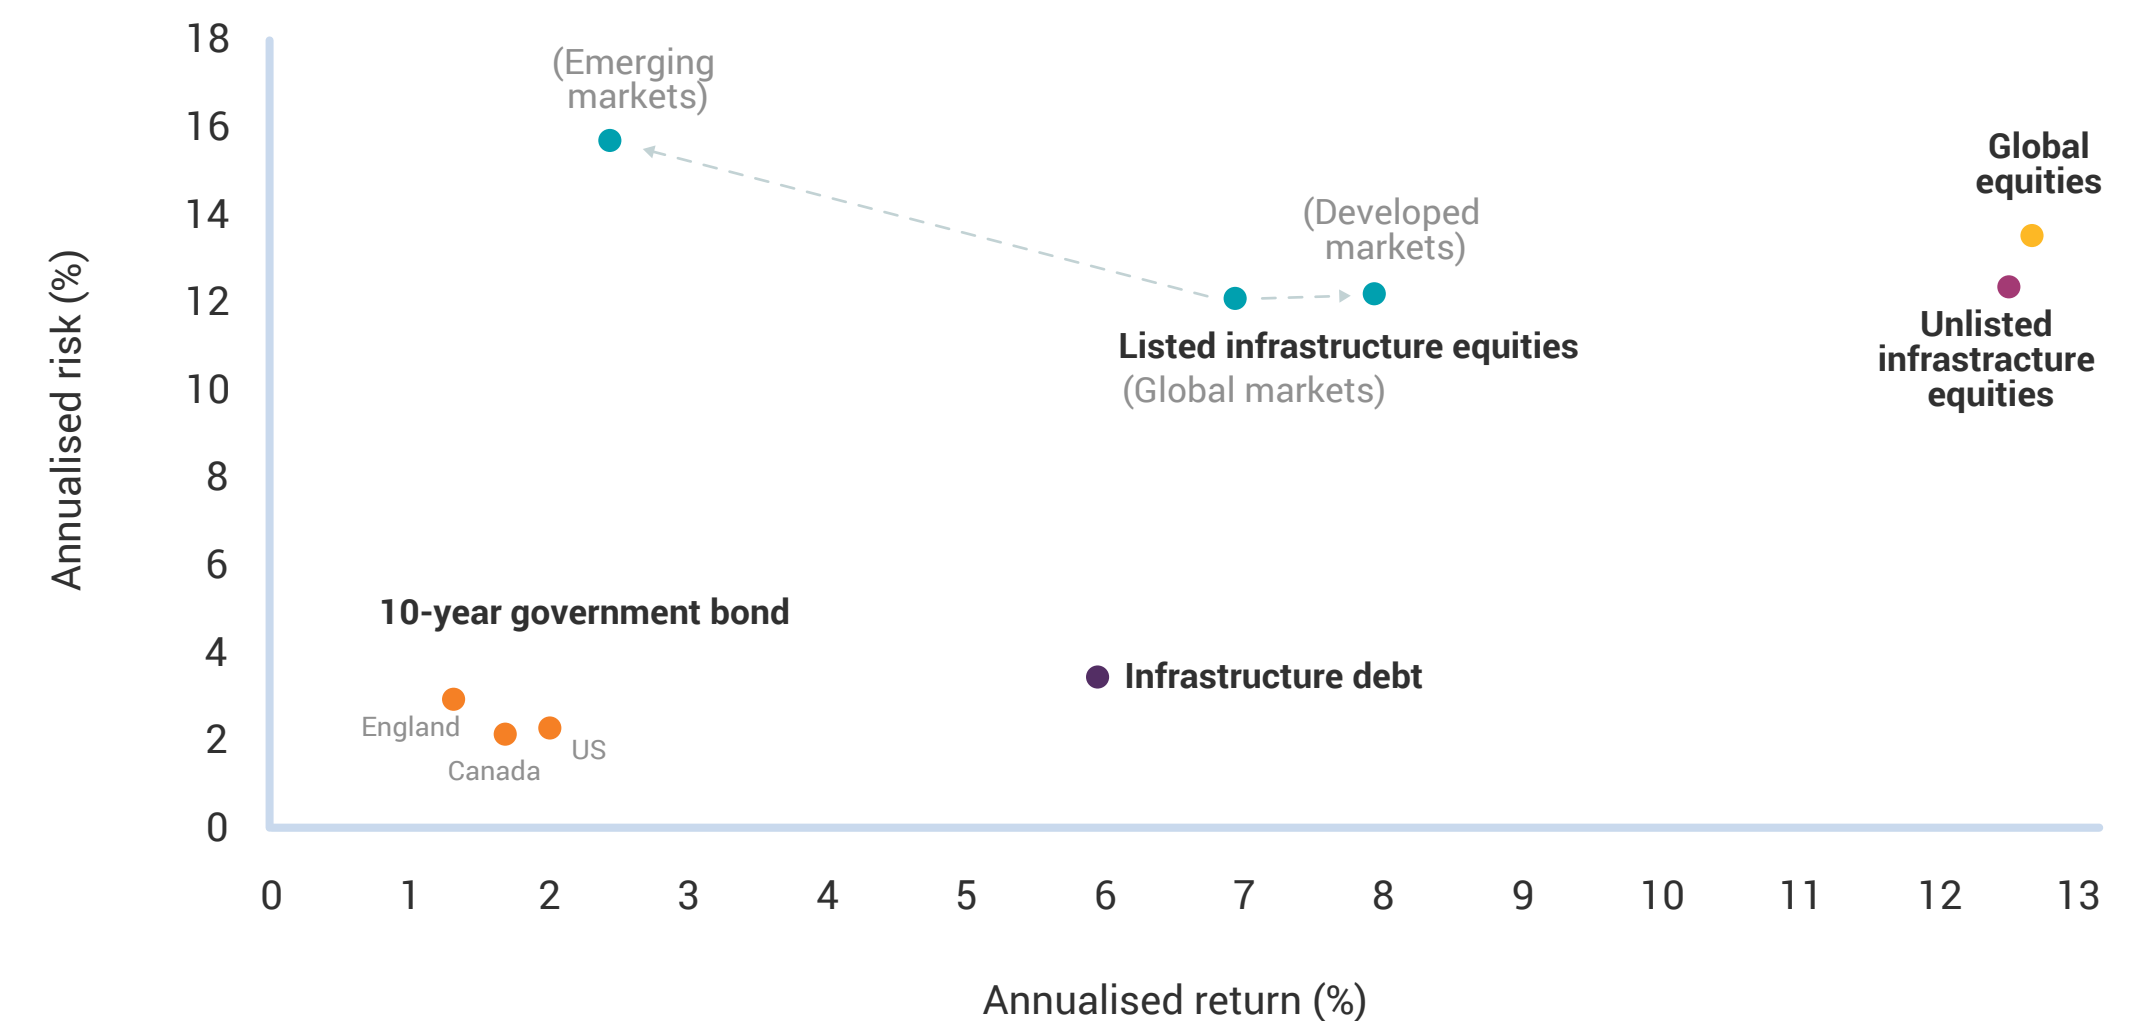 18
16
14
12
10
8
6
4
2
0
Annualised risk (%)
(Emerging
markets)
Global
equities
(Developed
markets)
Listed infrastructure equities
(Global markets)
Unlisted
infrastracture
equities
10-year government bond
Infrastructure debt
England
US
Canada
0 1 2 3 4 5 6 7 8 9 10 11 12 13
Annualised return (%)